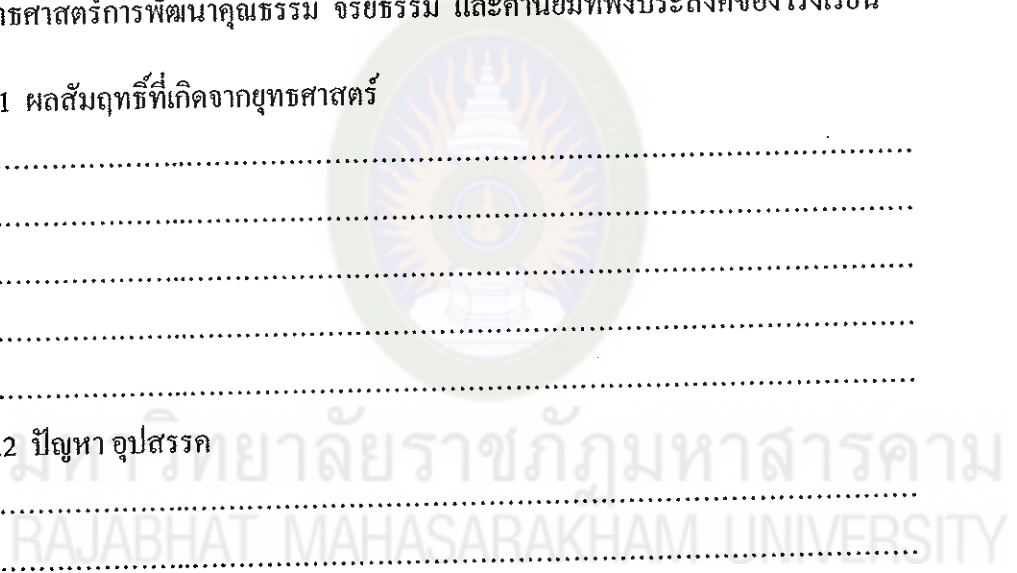 ธศาสตร์การพัฒนาคุณธรรม จริยธรรม และค่านิยมที่พึงประสงค์ของโรงเรียน
1 ผลสัมฤทธิ์ที่เกิดจากยุทธศาสตร์
.............................................................................................
.............................................................................................
.............................................................................................
.............................................................................................
.............................................................................................
.2 ปัญหา อุปสรรค
มหาวิทยาลัยราชภัฏมหาสารคาม
.............................................................................................
RAJABHAT MAHASARAKHAM UNIVERSITY
.............................................................................................